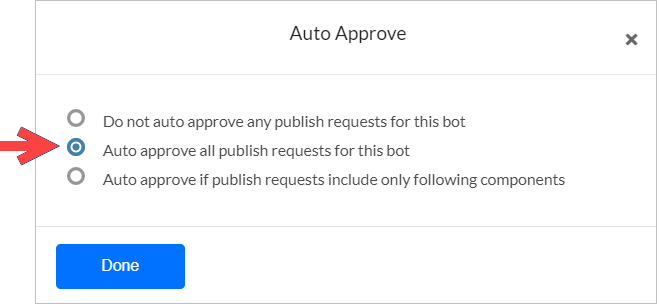 Auto Approve
Do not auto approve any publish requests for this bot
Auto approve all publish requests for this bot
Auto approve if publish requests include only following components
Done